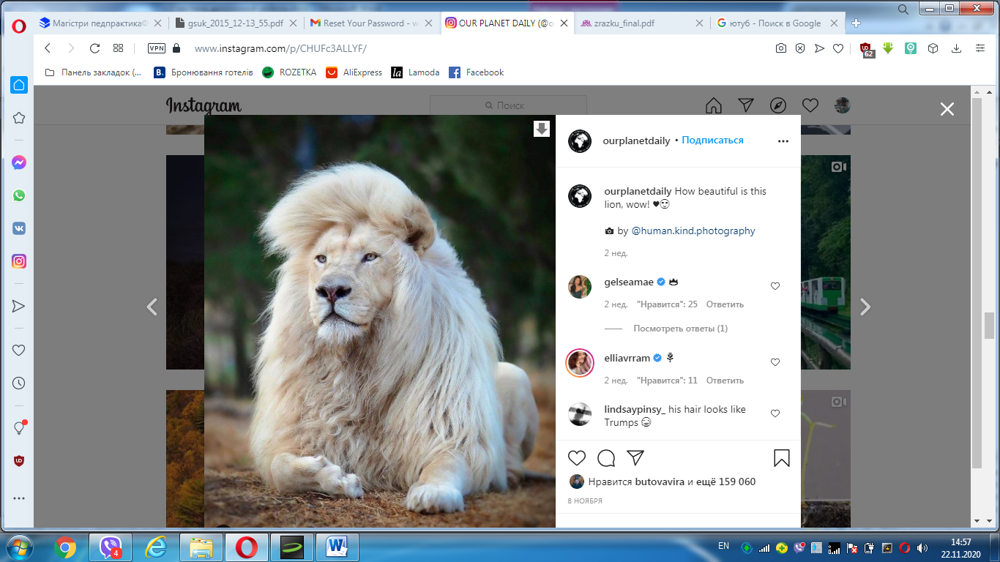 Магістри педпрактикаФ
gsuk_2015_12-13_55.pdf
Reset Your Password - w
OUR PLANET DAILY (@o
zrazku_final.pdf
ютуб - Поиск в Google
VPN
www.instagram.com/p/CHUFc3ALLYF/
62
Панель закладок (...
B. Бронювання готелів
ROZETKA
AliExpress
la Lamoda
Facebook
Instagram
Поиск
ourplanetdaily • Подписаться
ourplanetdaily How beautiful is this
lion, wow! ♥😍
📷 by @human.kind.photography
2 нед.
gelseamae
2 нед. "Нравится": 25 Ответить
Посмотреть ответы (1)
elliavrram
2 нед. "Нравится": 11 Ответить
lindsaypinsy_ his hair looks like
Trumps
Нравится butovavira и ещё 159 060
8 НОЯБРЯ
4
EN
14:57
22.11.2020